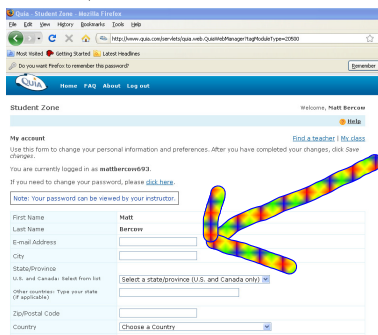 Quia - Student Zone - Mozilla Firefox
File Edit View History Bookmarks Tools Help
http://www.quia.com/servlets/quia.web.QuiaWebManager?tagModuleType=20500
Most Visited Getting Started Latest Headlines
Do you want Firefox to remember this password? Remember
QUIA Home FAQ About Log out
Student Zone Welcome, Matt Bercow
Help
My account Find a teacher | My class
Use this form to change your personal information and preferences. After you have completed your changes, click Save
changes.
You are currently logged in as mattbercow693.
If you need to change your password, please click here.
Note: Your password can be viewed by your instructor.
First Name Matt
Last Name Bercow
E-mail Address
City
State/Province
U.S. and Canada: Select from list Select a state/province (U.S. and Canada only)
Other countries: Type your state
(if applicable)
Zip/Postal Code
Country Choose a Country